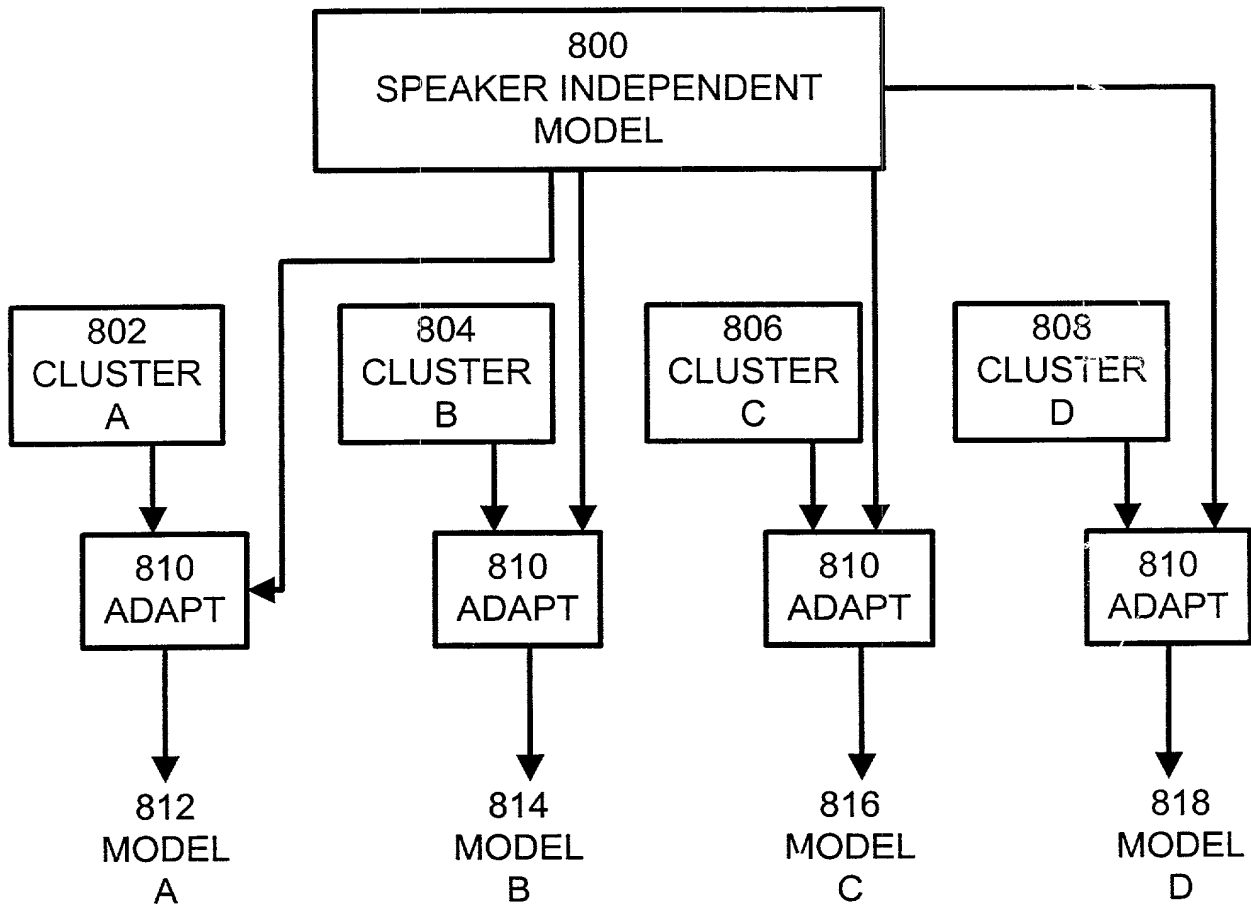 800
SPEAKER INDEPENDENT
MODEL
802
CLUSTER
A
804
CLUSTER
B
806
CLUSTER
C
808
CLUSTER
D
810
ADAPT
810
ADAPT
810
ADAPT
810
ADAPT
812
MODEL
A
814
MODEL
B
816
MODEL
C
818
MODEL
D